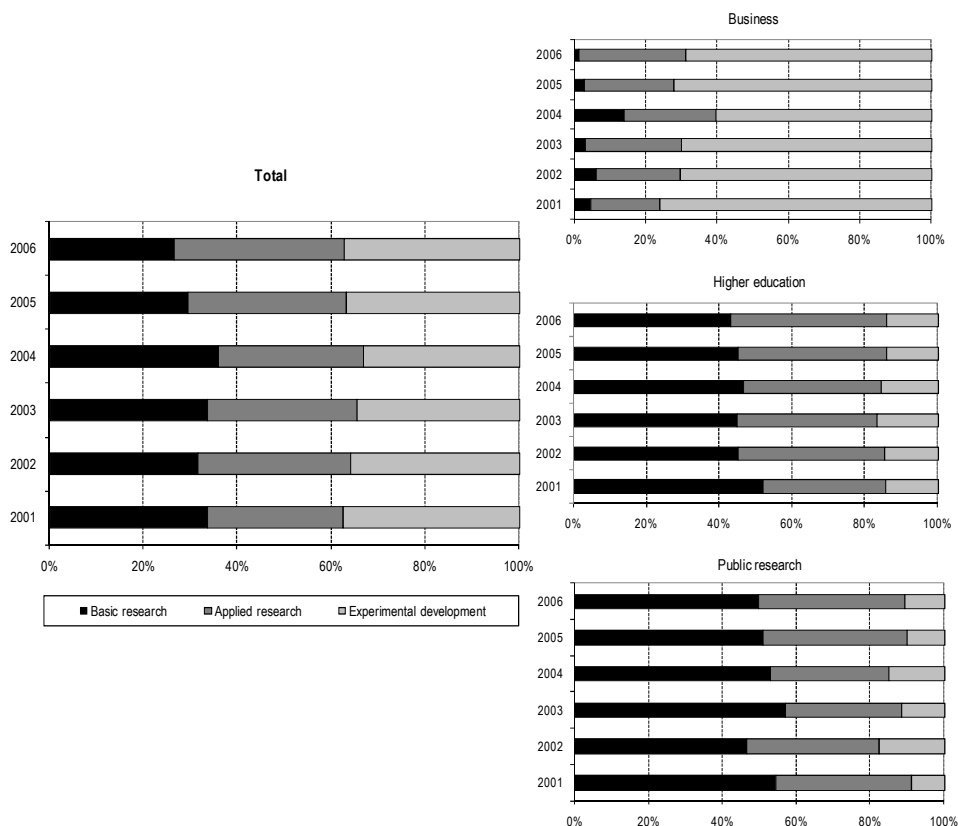 Total
2006
2005
2004
2003
2002
2001
0% 20% 40% 60% 80% 100%
Basic research Applied research Experimental development
Business
2006
2005
2004
2003
2002
2001
0% 20% 40% 60% 80% 100%
Higher education
2006
2005
2004
2003
2002
2001
0% 20% 40% 60% 80% 100%
Public research
2006
2005
2004
2003
2002
2001
0% 20% 40% 60% 80% 100%